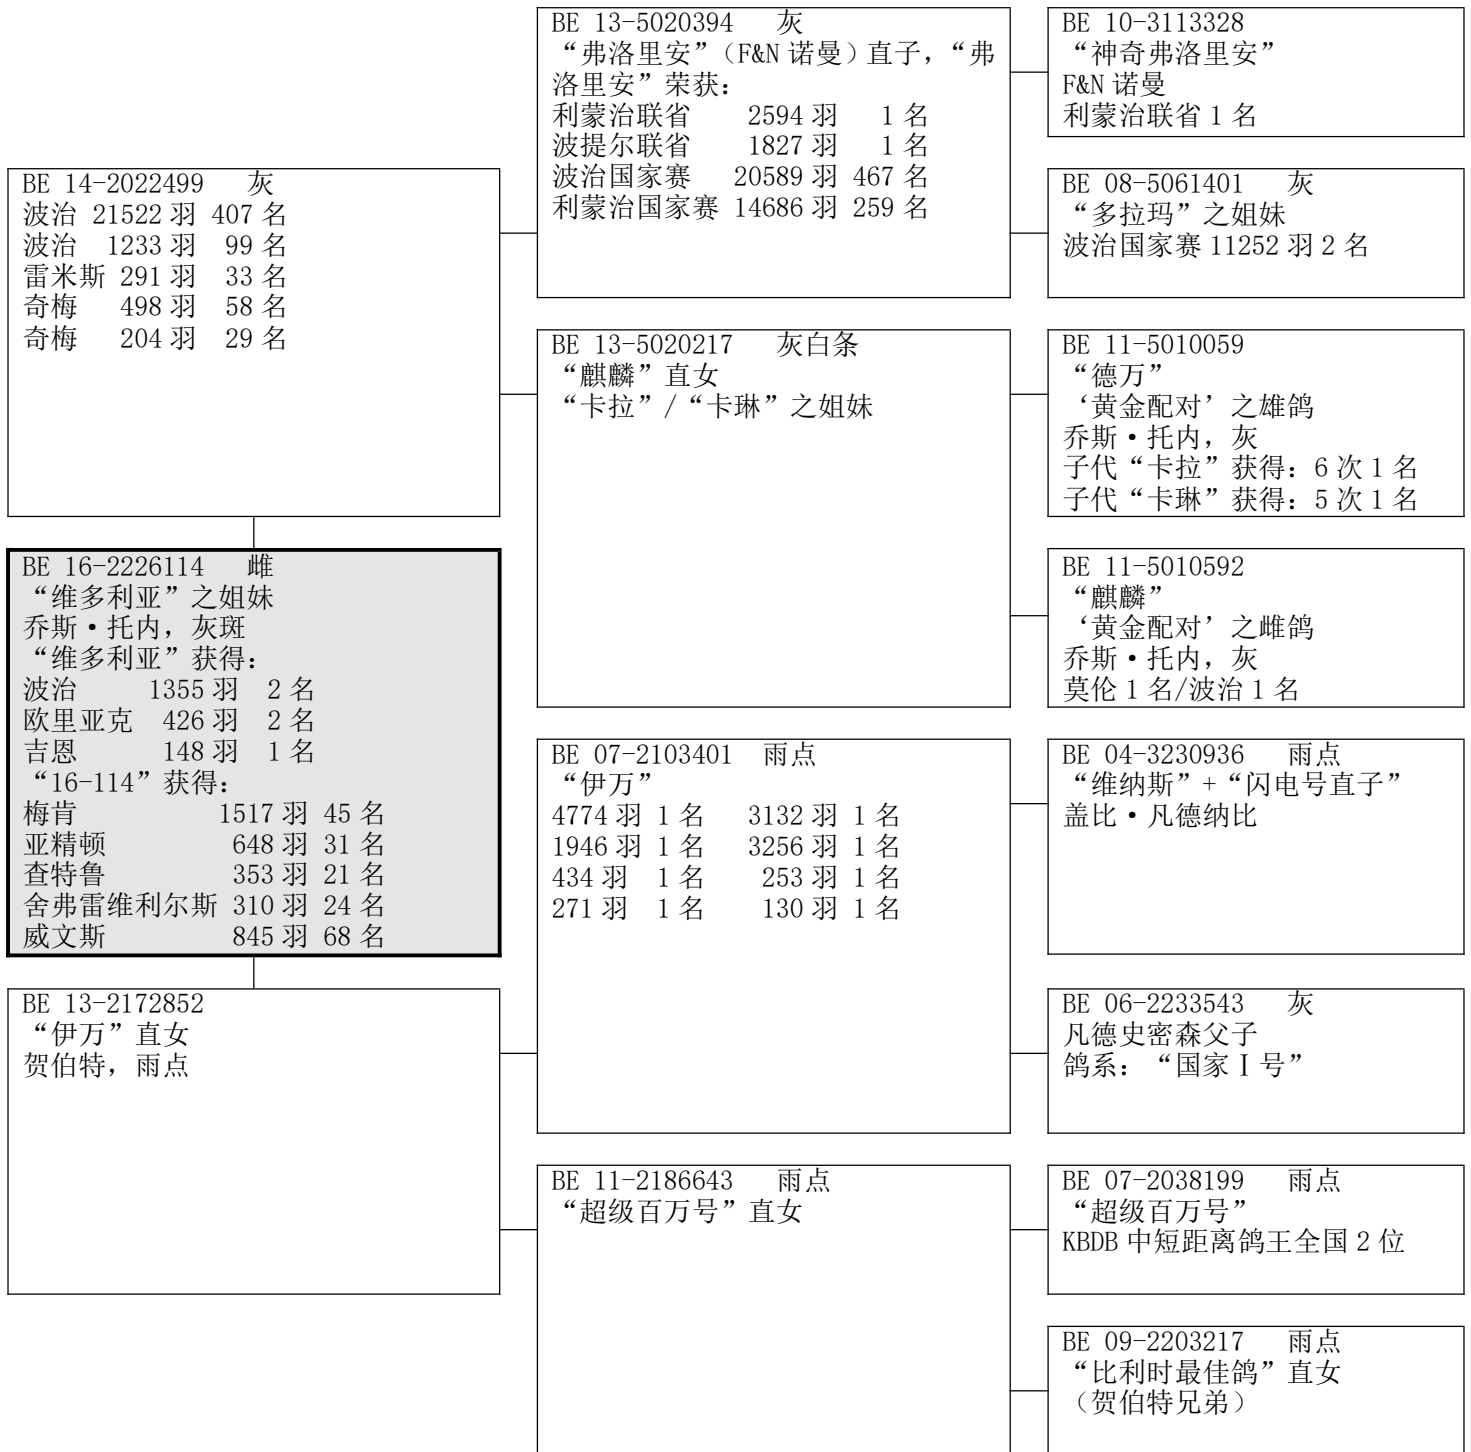 BE 14-2022499 灰
波治 21522 羽 407 名
波治 1233 羽 99 名
雷米斯 291 羽 33 名
奇梅 498 羽 58 名
奇梅 204 羽 29 名
BE 16-2226114 雌
“维多利亚”之姐妹
乔斯•托内，灰斑
“维多利亚”获得：
波治 1355 羽 2 名
欧里亚克 426 羽 2 名
吉恩 148 羽 1 名
“16-114”获得：
梅肯 1517 羽 45 名
亚精顿 648 羽 31 名
查特鲁 353 羽 21 名
舍弗雷维利尔斯 310 羽 24 名
威文斯 845 羽 68 名
BE 13-2172852
“伊万”直女
贺伯特，雨点
BE 13-5020394 灰
“弗洛里安”（F&N 诺曼）直子，“弗
洛里安”荣获：
利蒙治联省 2594 羽 1 名
波提尔联省 1827 羽 1 名
波治国家赛 20589 羽 467 名
利蒙治国家赛 14686 羽 259 名
BE 13-5020217 灰白条
“麒麟”直女
“卡拉”/“卡琳”之姐妹
BE 07-2103401 雨点
“伊万”
4774 羽 1 名 3132 羽 1 名
1946 羽 1 名 3256 羽 1 名
434 羽 1 名 253 羽 1 名
271 羽 1 名 130 羽 1 名
BE 11-2186643 雨点
“超级百万号”直女
BE 10-3113328
“神奇弗洛里安”
F&N 诺曼
利蒙治联省 1 名
BE 08-5061401 灰
“多拉玛”之姐妹
波治国家赛 11252 羽 2 名
BE 11-5010059
“德万”
‘黄金配对’之雄鸽
乔斯•托内，灰
子代“卡拉”获得：6 次 1 名
子代“卡琳”获得：5 次 1 名
BE 11-5010592
“麒麟”
‘黄金配对’之雌鸽
乔斯•托内，灰
莫伦 1 名/波治 1 名
BE 04-3230936 雨点
“维纳斯”+“闪电号直子”
盖比•凡德纳比
BE 06-2233543 灰
凡德史密森父子
鸽系：“国家Ⅰ号”
BE 07-2038199 雨点
“超级百万号”
KBDB 中短距离鸽王全国 2 位
BE 09-2203217 雨点
“比利时最佳鸽”直女
（贺伯特兄弟）